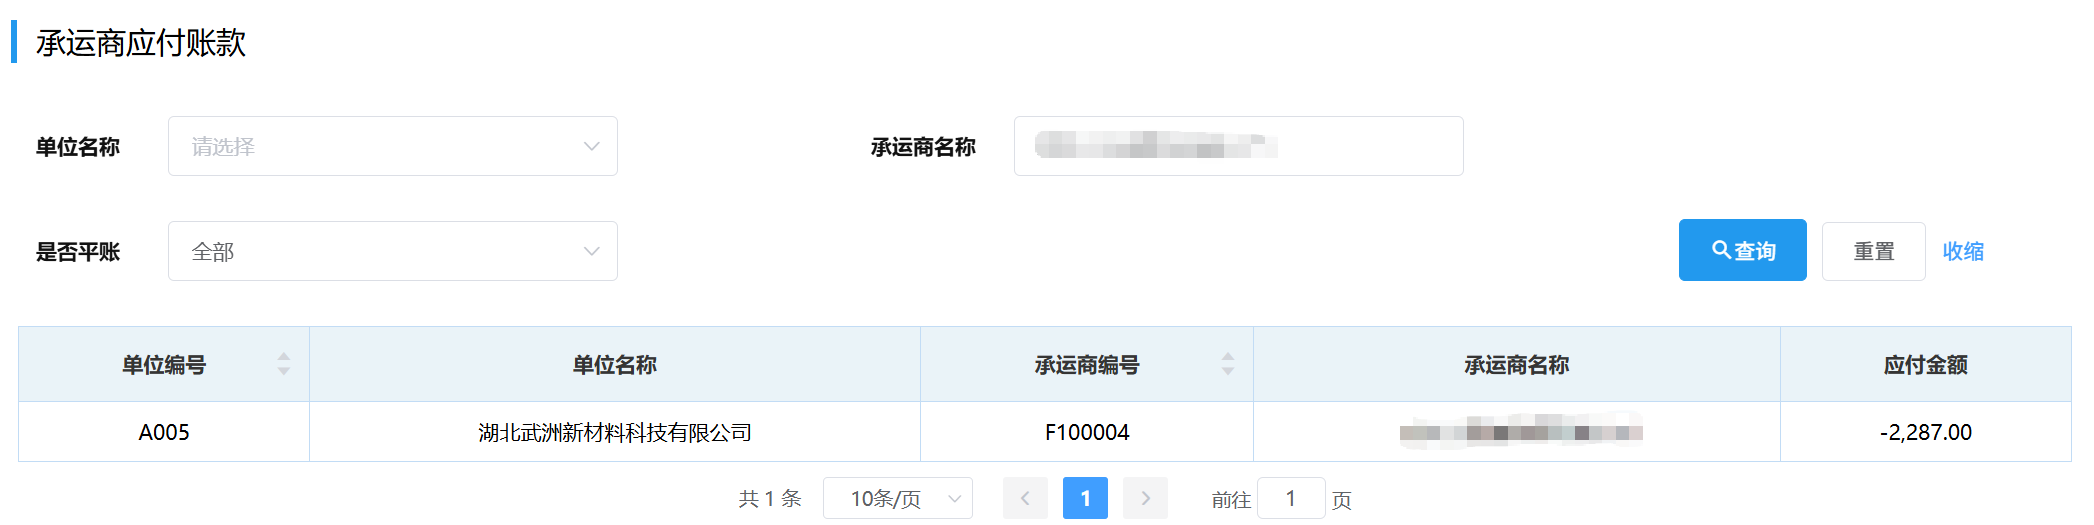 承运商应付账款
单位名称 请选择 承运商名称
是否平账 全部 查询 重置 收缩
单位编号 单位名称 承运商编号 承运商名称 应付金额
A005 湖北武洲新材料科技有限公司 F100004 -2,287.00
共 1 条 10条/页 1 前往 1 页